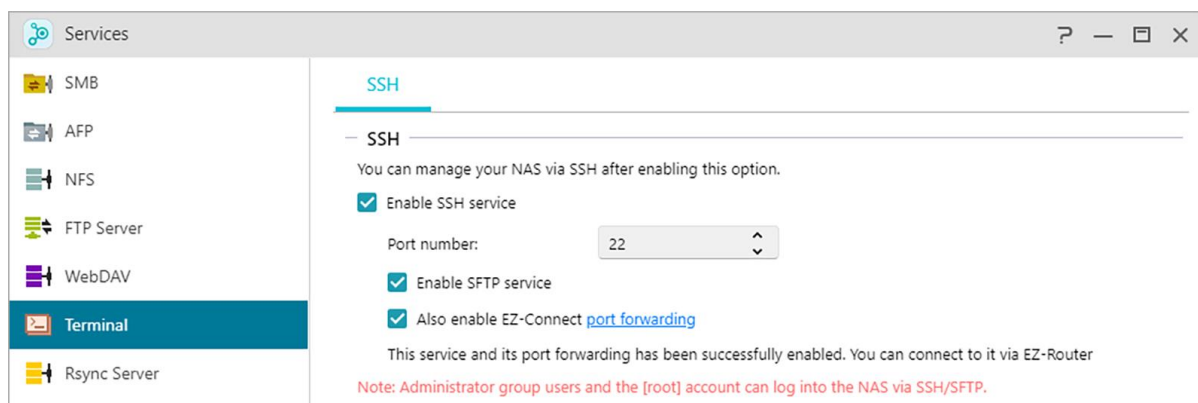 Services
SMB
AFP
NFS
FTP Server
WebDAV
Terminal
Rsync Server
SSH
SSH
You can manage your NAS via SSH after enabling this option.
Enable SSH service
Port number: 22
Enable SFTP service
Also enable EZ-Connect port forwarding
This service and its port forwarding has been successfully enabled. You can connect to it via EZ-Router
Note: Administrator group users and the [root] account can log into the NAS via SSH/SFTP.